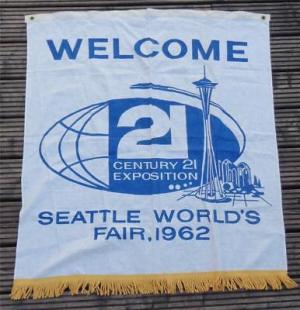 WELCOME
21
CENTURY 21
EXPOSITION
SEATTLE WORLD'S
FAIR, 1962